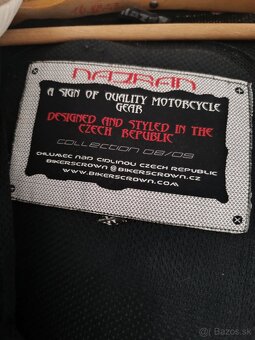 NAZRAN
A SIGN OF QUALITY MOTORCYCLE
GEAR
DESIGNED AND STYLED IN THE
CZECH REPUBLIC
COLLECTION 08/09
CHLUMEC NAD CIDLINOU CZECH REPUBLIC
BIKERSCROWN@BIKERSCROWN.CZ
WWW.BIKERSCROWN.COM
Bazos.sk